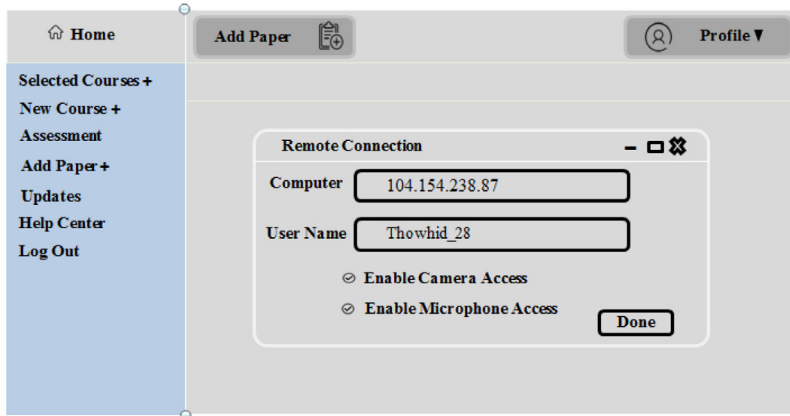 Home
Add Paper
Profile ▼
Selected Courses +
New Course +
Assessment
Add Paper +
Updates
Help Center
Log Out
Remote Connection
Computer 104.154.238.87
User Name Thowhid_28
Enable Camera Access
Enable Microphone Access
Done